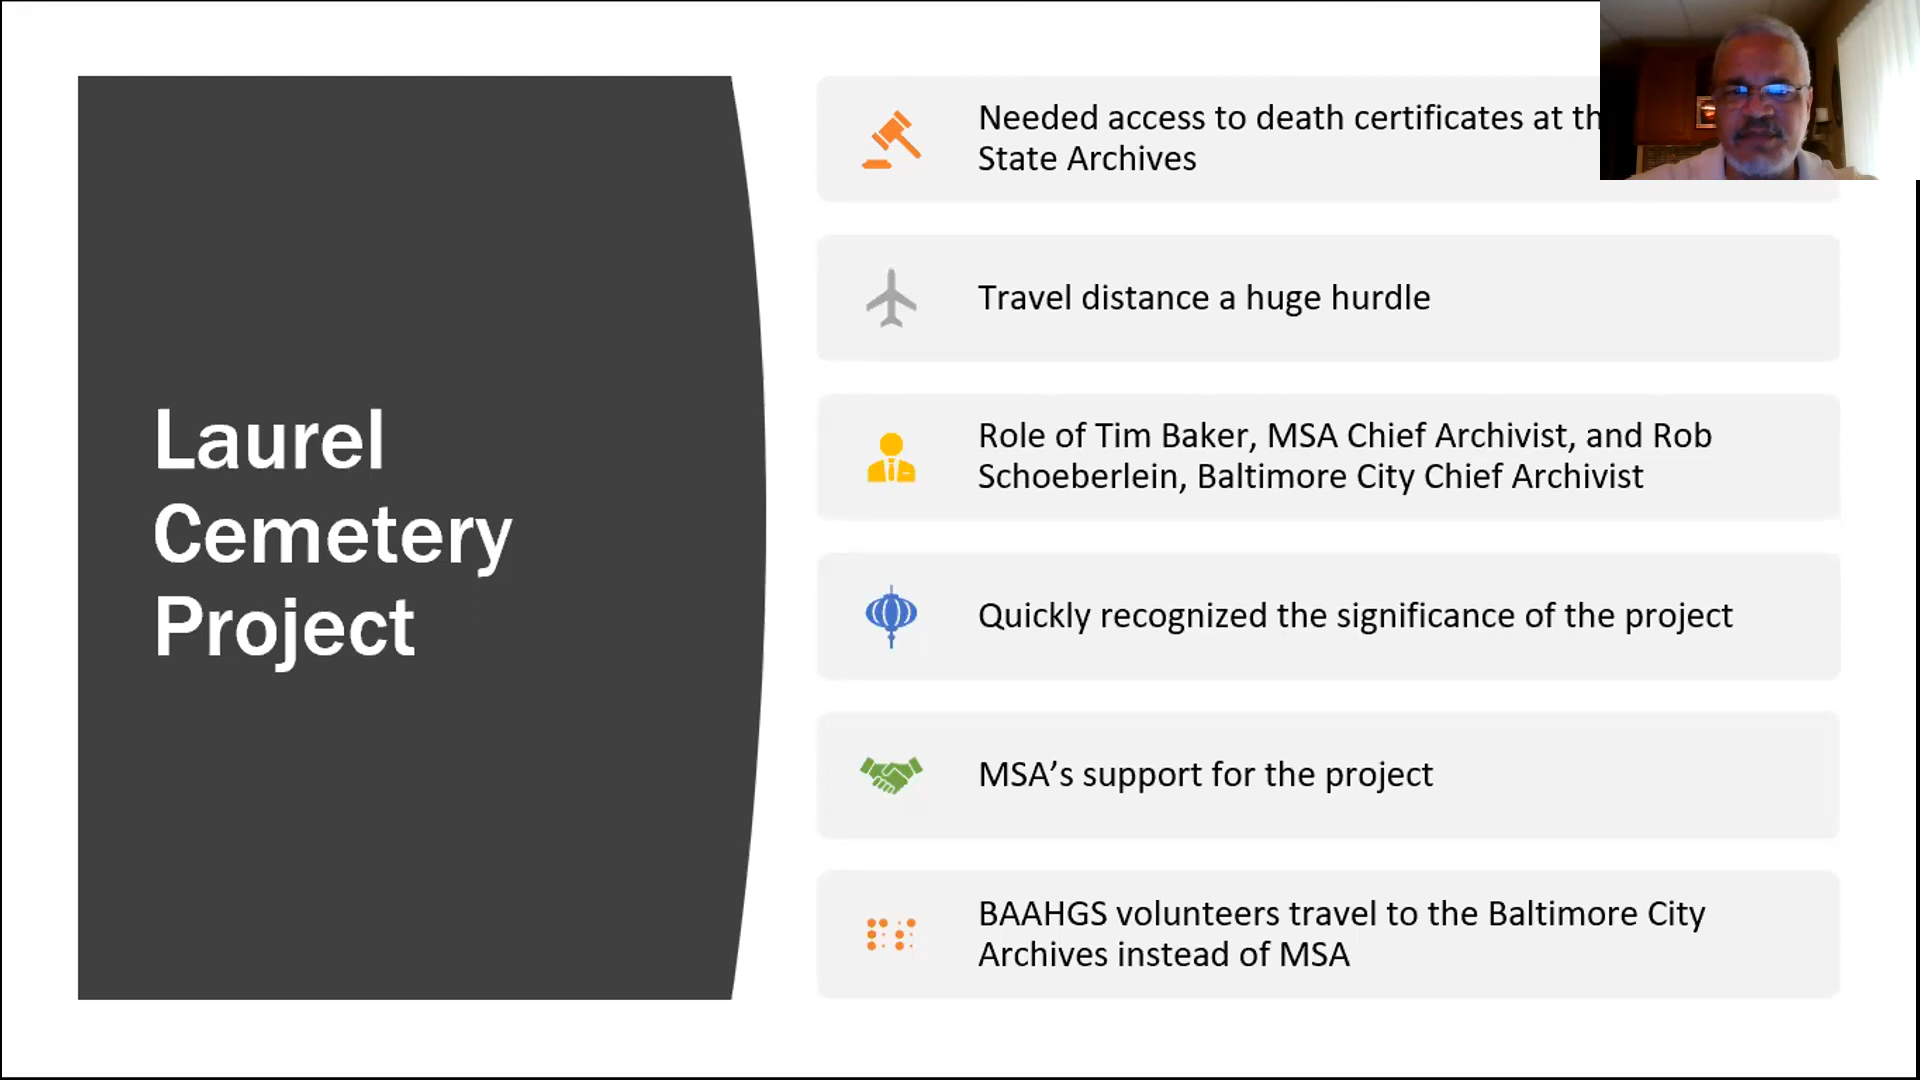 Laurel
Cemetery
Project
Needed access to death certificates at
State Archives
Travel distance a huge hurdle
Role of Tim Baker, MSA Chief Archivist, and Rob
Schoeberlein, Baltimore City Chief Archivist
Quickly recognized the significance of the project
MSA’s support for the project
BAAHGS volunteers travel to the Baltimore City
Archives instead of MSA